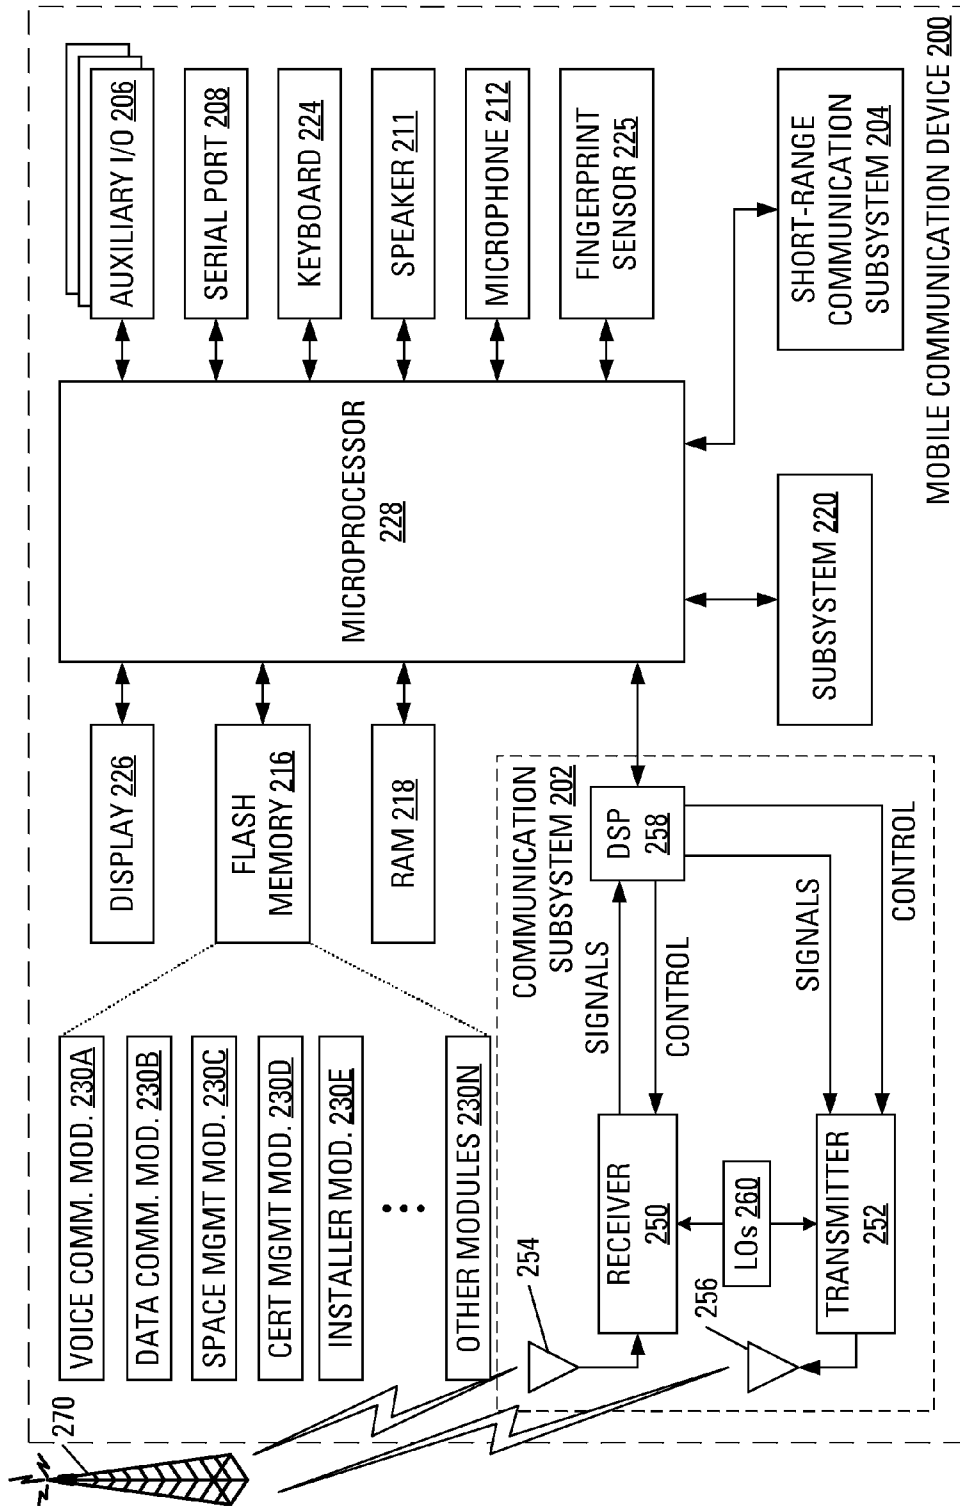 MOBILE COMMUNICATION DEVICE 200
AUXILIARY I/O 206
SERIAL PORT 208
KEYBOARD 224
SPEAKER 211
MICROPHONE 212
FINGERPRINT
SENSOR 225
SHORT-RANGE
COMMUNICATION
SUBSYSTEM 204
MICROPROCESSOR
228
SUBSYSTEM 220
DISPLAY 226
FLASH
MEMORY 216
RAM 218
COMMUNICATION
SUBSYSTEM 202
DSP
258
SIGNALS
CONTROL
SIGNALS
CONTROL
VOICE COMM. MOD. 230A
DATA COMM. MOD. 230B
SPACE MGMT MOD. 230C
CERT MGMT MOD. 230D
INSTALLER MOD. 230E
OTHER MODULES 230N
RECEIVER
250
LOs 260
TRANSMITTER
252
254
256
270